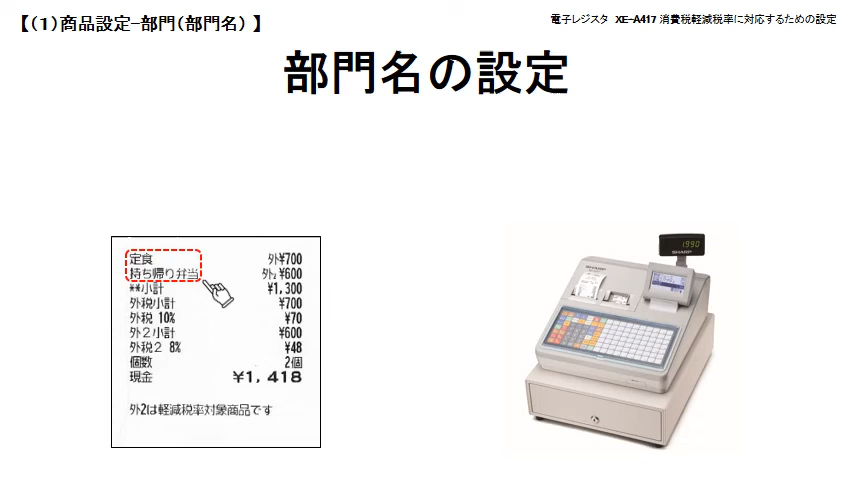 【（1）商品設定−部門（部門名）】
電子レジスタ XE-A417 消費税軽減税率に対応するための設定
部門名の設定
定食 外¥700
持ち帰り弁当 外2 ¥600
**小計 ¥1,300
外税小計 ¥700
外税 10% ¥70
外２小計 ¥600
外税２ 8% ¥48
個数 2個
現金 ¥1,418
外2は軽減税率対象商品です
1990
SHARP
SHARP